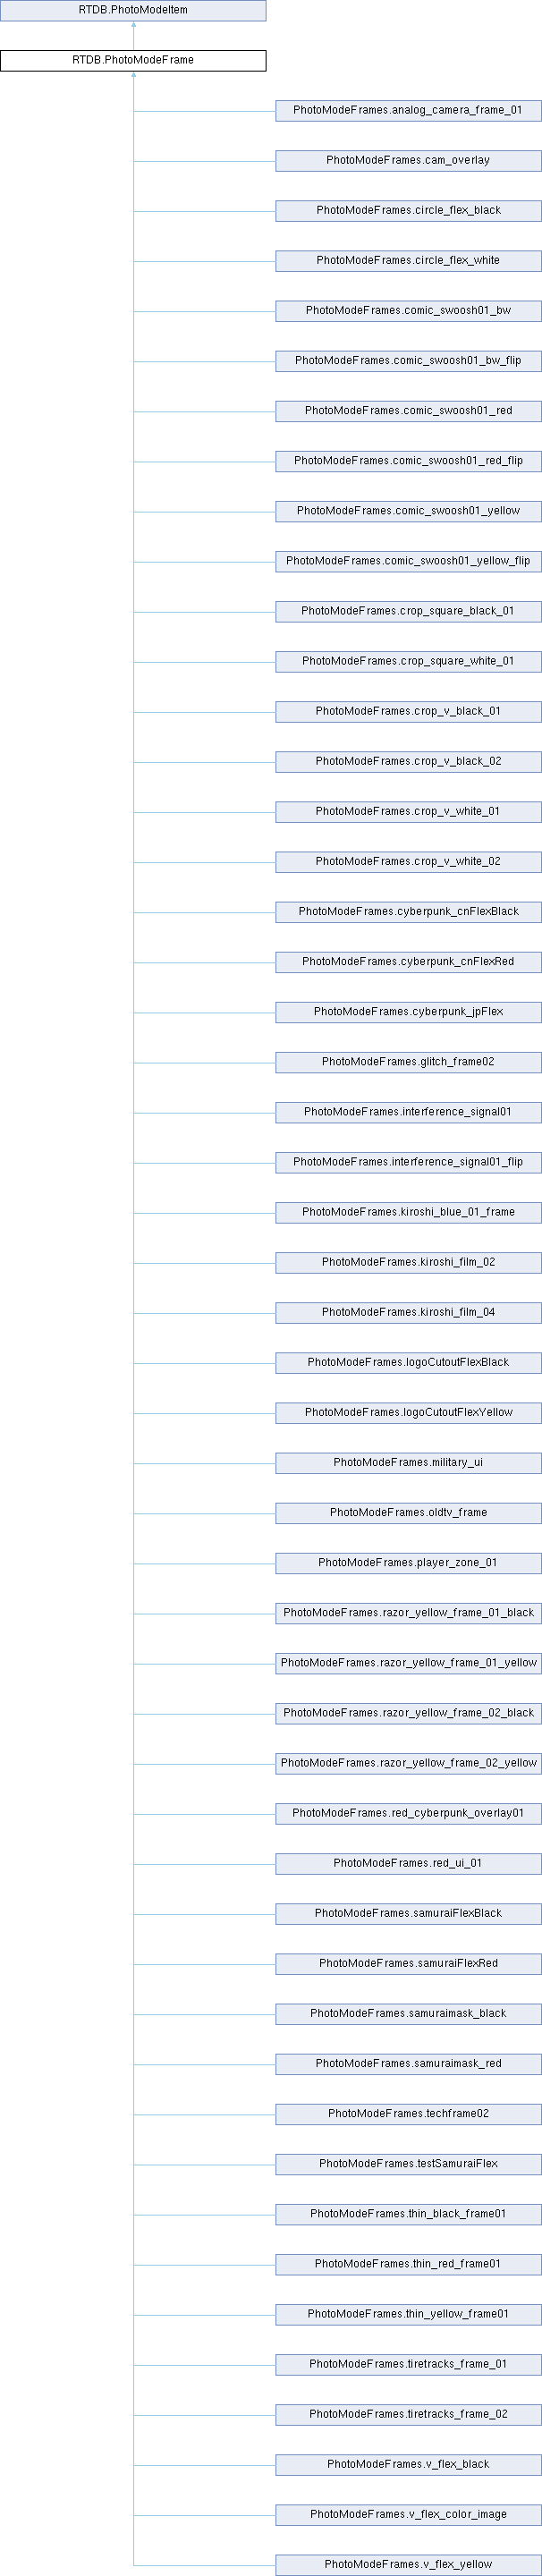 RTDB.PhotoModeItem
RTDB.PhotoModeFrame
PhotoModeFrames.analog_camera_frame_01
PhotoModeFrames.cam_overlay
PhotoModeFrames.circle_flex_black
PhotoModeFrames.circle_flex_white
PhotoModeFrames.comic_swoosh01_bw
PhotoModeFrames.comic_swoosh01_bw_flip
PhotoModeFrames.comic_swoosh01_red
PhotoModeFrames.comic_swoosh01_red_flip
PhotoModeFrames.comic_swoosh01_yellow
PhotoModeFrames.comic_swoosh01_yellow_flip
PhotoModeFrames.crop_square_black_01
PhotoModeFrames.crop_square_white_01
PhotoModeFrames.crop_v_black_01
PhotoModeFrames.crop_v_black_02
PhotoModeFrames.crop_v_white_01
PhotoModeFrames.crop_v_white_02
PhotoModeFrames.cyberpunk_cnFlexBlack
PhotoModeFrames.cyberpunk_cnFlexRed
PhotoModeFrames.cyberpunk_jpFlex
PhotoModeFrames.glitch_frame02
PhotoModeFrames.interference_signal01
PhotoModeFrames.interference_signal01_flip
PhotoModeFrames.kiroshi_blue_01_frame
PhotoModeFrames.kiroshi_film_02
PhotoModeFrames.kiroshi_film_04
PhotoModeFrames.logoCutoutFlexBlack
PhotoModeFrames.logoCutoutFlexYellow
PhotoModeFrames.military_ui
PhotoModeFrames.oldtv_frame
PhotoModeFrames.player_zone_01
PhotoModeFrames.razor_yellow_frame_01_black
PhotoModeFrames.razor_yellow_frame_01_yellow
PhotoModeFrames.razor_yellow_frame_02_black
PhotoModeFrames.razor_yellow_frame_02_yellow
PhotoModeFrames.red_cyberpunk_overlay01
PhotoModeFrames.red_ui_01
PhotoModeFrames.samuraiFlexBlack
PhotoModeFrames.samuraiFlexRed
PhotoModeFrames.samuraimask_black
PhotoModeFrames.samuraimask_red
PhotoModeFrames.techframe02
PhotoModeFrames.testSamuraiFlex
PhotoModeFrames.thin_black_frame01
PhotoModeFrames.thin_red_frame01
PhotoModeFrames.thin_yellow_frame01
PhotoModeFrames.tiretracks_frame_01
PhotoModeFrames.tiretracks_frame_02
PhotoModeFrames.v_flex_black
PhotoModeFrames.v_flex_color_image
PhotoModeFrames.v_flex_yellow